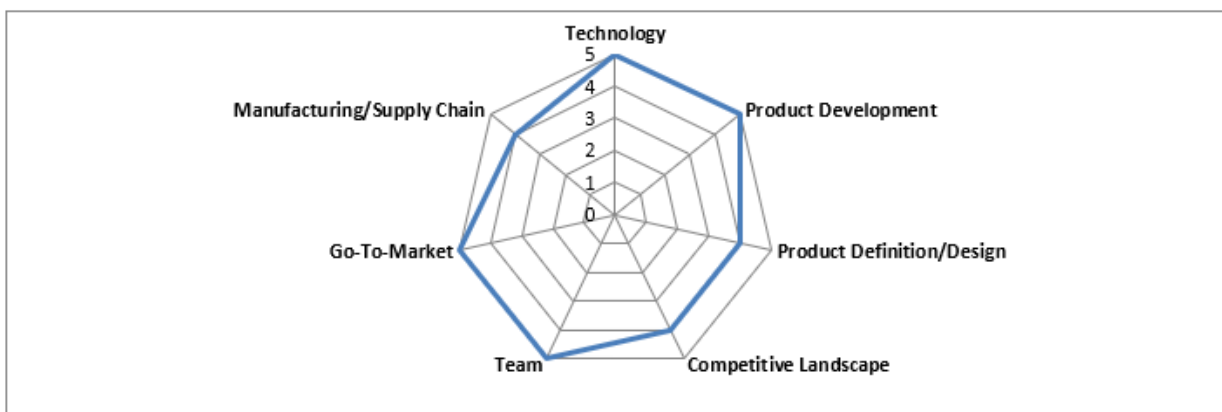 Technology
5
4
Manufacturing/Supply Chain
Product Development
3
2
1
0
Go-To-Market
Product Definition/Design
Team
Competitive Landscape